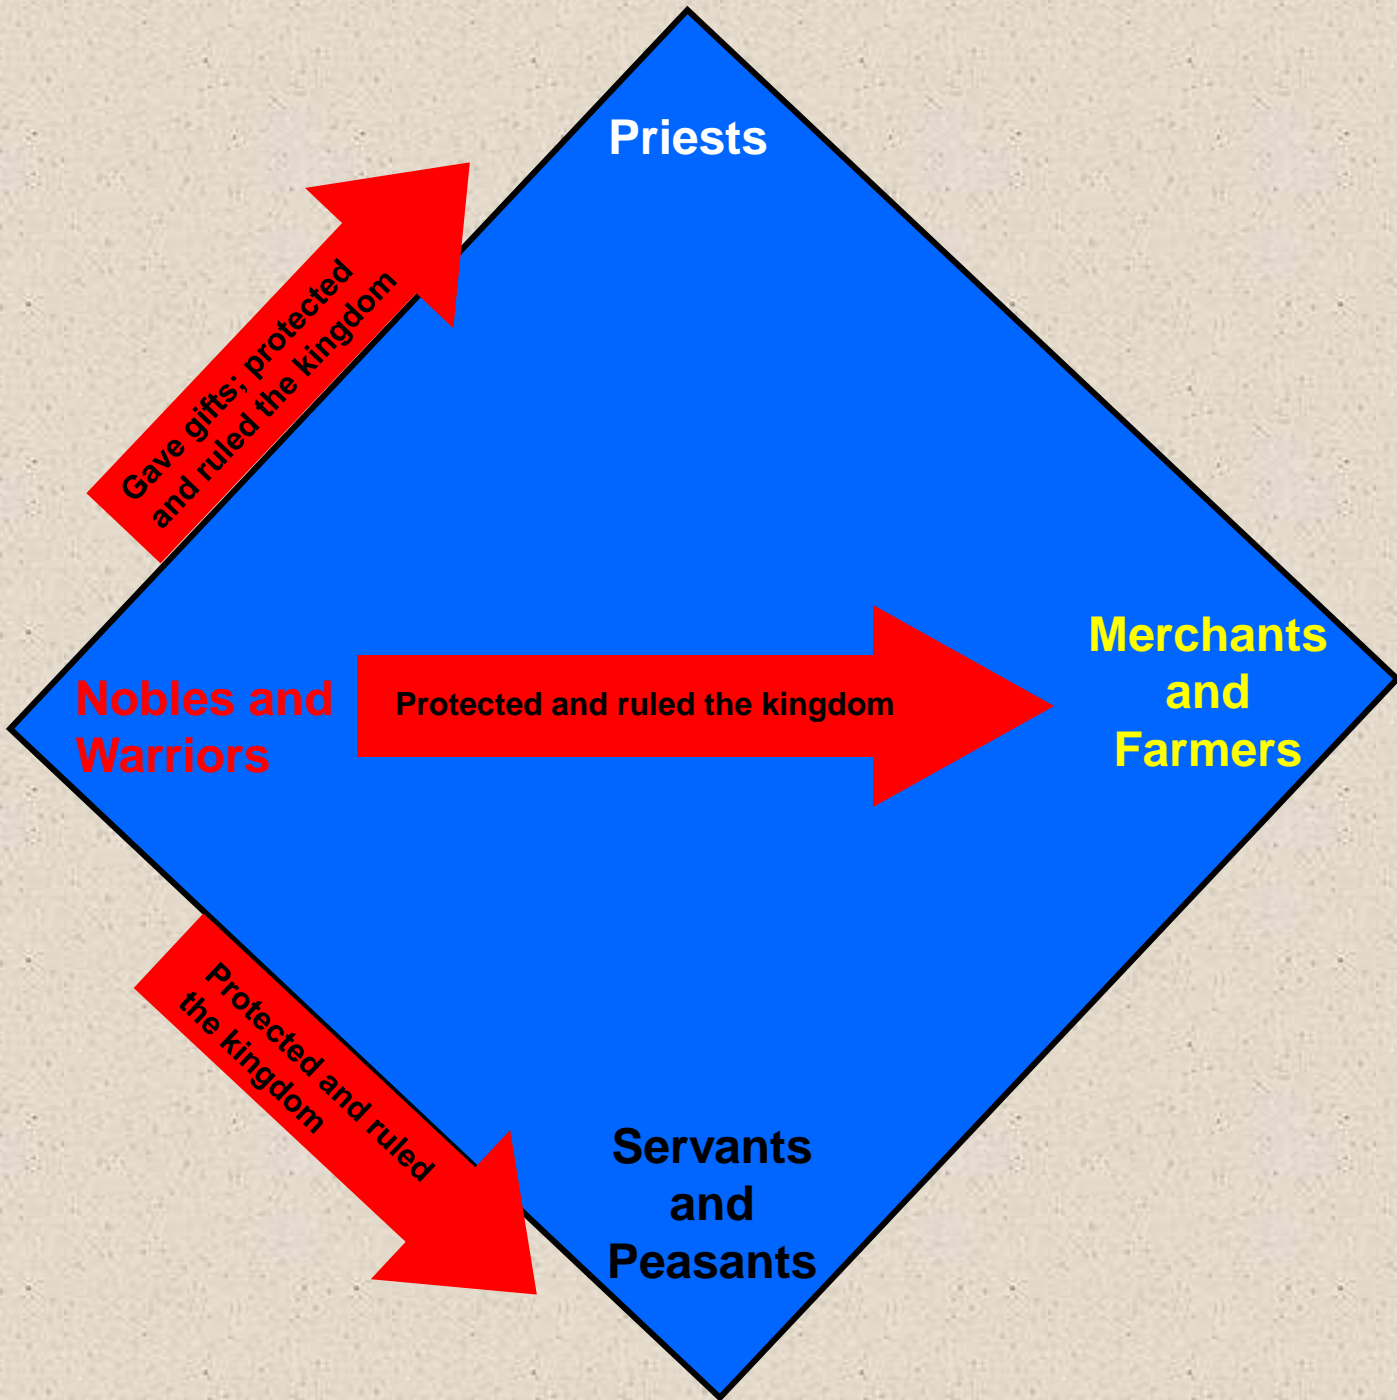 Priests
Gave gifts; protected
and ruled the kingdom
Nobles and
Warriors
Protected and ruled the kingdom
Merchants
and
Farmers
Protected and ruled
the kingdom
Servants
and
Peasants